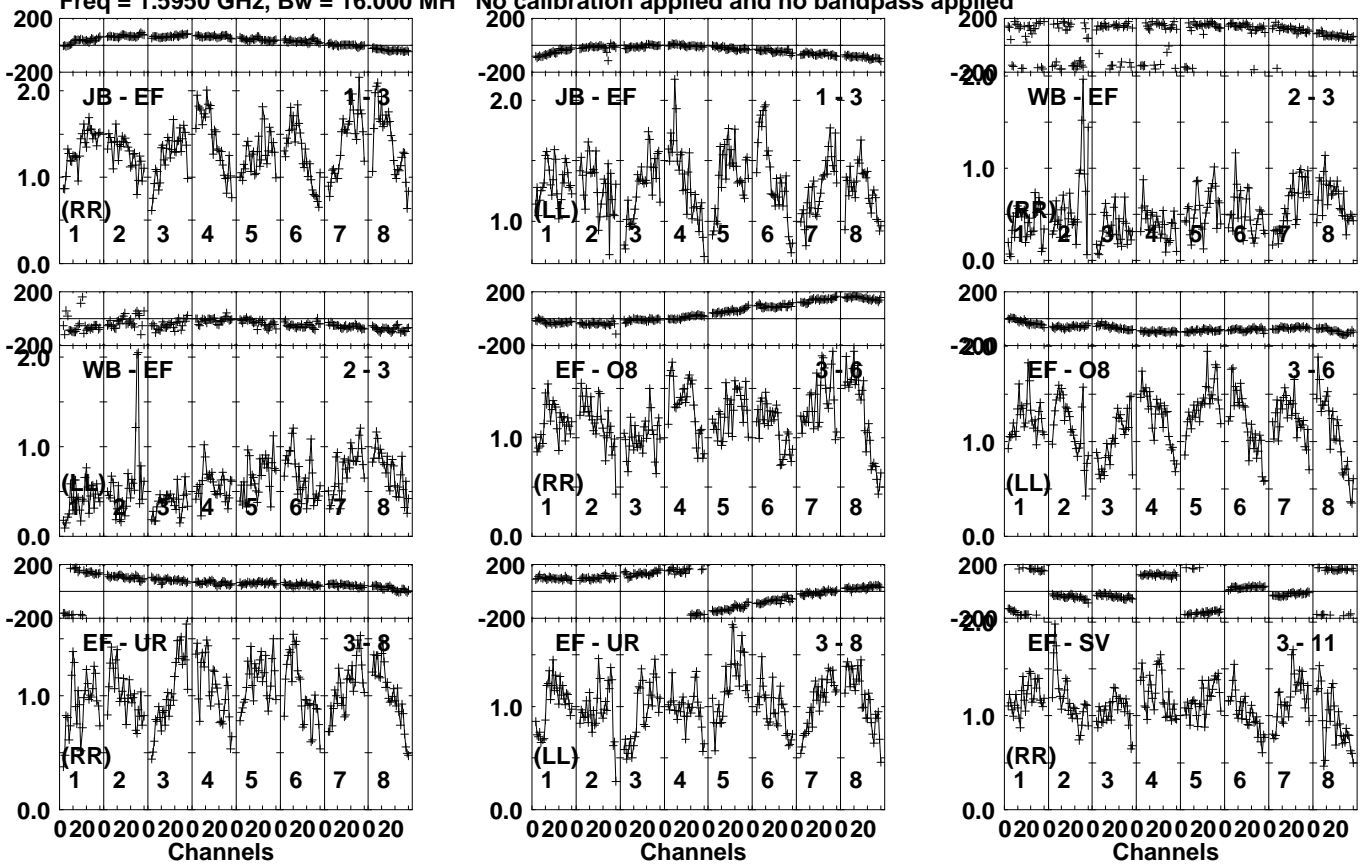 Freq = 1.5950 GHz, Bw = 16.000 MH No calibration applied and no bandpass applied
200 200 200
-200 -200 -200
2.0 JB - EF 1 - 3 2.0 JB - EF 1 - 3 2.0 WB - EF 2 - 3
1.0 1.0 1.0
(RR) (LL) (RR)
1 2 3 4 5 6 7 8 1 2 3 4 5 6 7 8 1 2 3 4 5 6 7 8
0.0 0.0
200 200 200
-200 -200 -200
2.0 WB - EF 2 - 3 EF - O8 3 - 6 2.0 EF - O8 3 - 6
1.0 1.0 1.0
(LL) (RR) (LL)
1 2 3 4 5 6 7 8 1 2 3 4 5 6 7 8 1 2 3 4 5 6 7 8
0.0 0.0 0.0
200 200 200
-200 -200 -200
EF - UR 3 - 8 EF - UR 3 - 8 2.0 EF - SV 3 - 11
1.0 1.0 1.0
(RR) (LL) (RR)
1 2 3 4 5 6 7 8 1 2 3 4 5 6 7 8 1 2 3 4 5 6 7 8
0.0 0.0 0.0
0 20 0 20 0 20 0 20 0 20 0 20 0 20 0 20 0 20 0 20 0 20 0 20 0 20 0 20 0 20 0 20 0 20 0 20 0 20 0 20 0 20 0 20 0 20 0 20
Channels Channels Channels